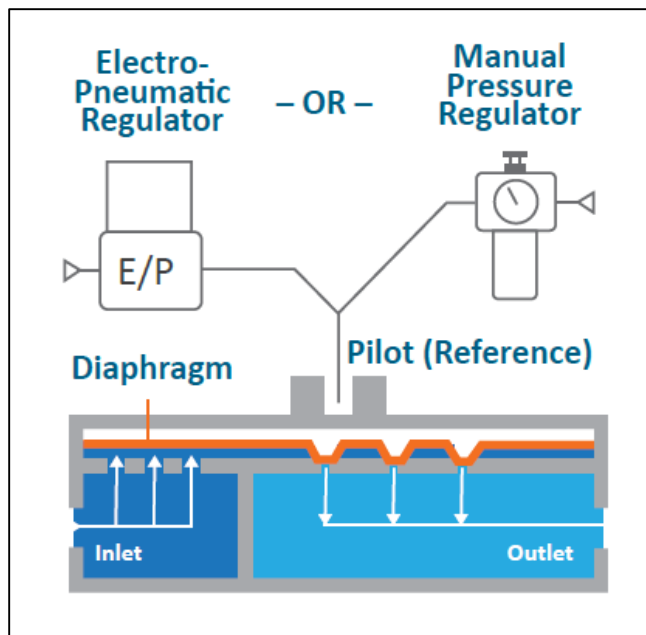 Electro-
Pneumatic
Regulator
– OR –
Manual
Pressure
Regulator
E/P
Pilot (Reference)
Diaphragm
Inlet
Outlet